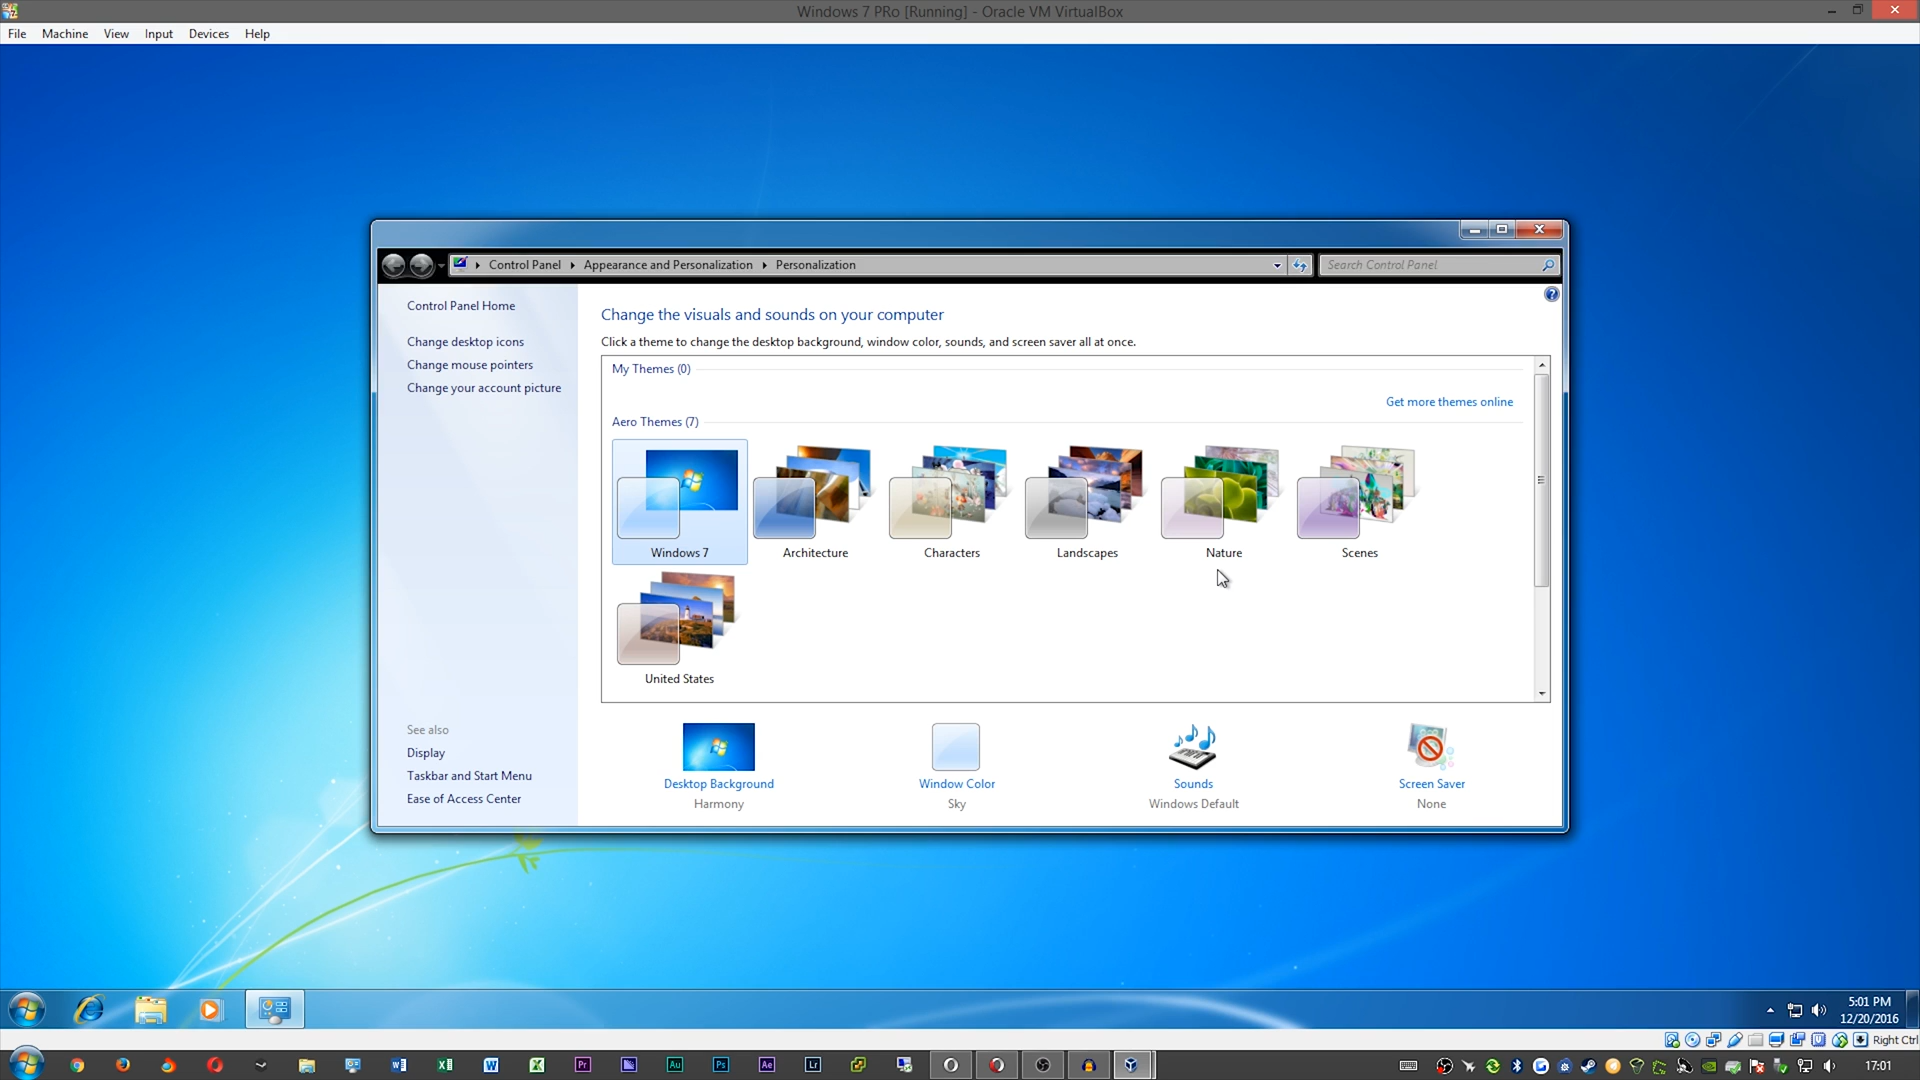 Windows 7 PRo [Running] - Oracle VM VirtualBox
File Machine View Input Devices Help
Control Panel Appearance and Personalization Personalization
Search Control Panel
Control Panel Home
Change desktop icons
Change mouse pointers
Change your account picture
Change the visuals and sounds on your computer
Click a theme to change the desktop background, window color, sounds, and screen saver all at once.
My Themes (0)
Get more themes online
Aero Themes (7)
Windows 7 Architecture Characters Landscapes Nature Scenes
United States
See also
Display
Taskbar and Start Menu
Ease of Access Center
Desktop Background Window Color Sounds Screen Saver
Harmony Sky Windows Default None
5:01 PM
12/20/2016
Right Ctrl
Pr Au Ps Ae Lr
17:01